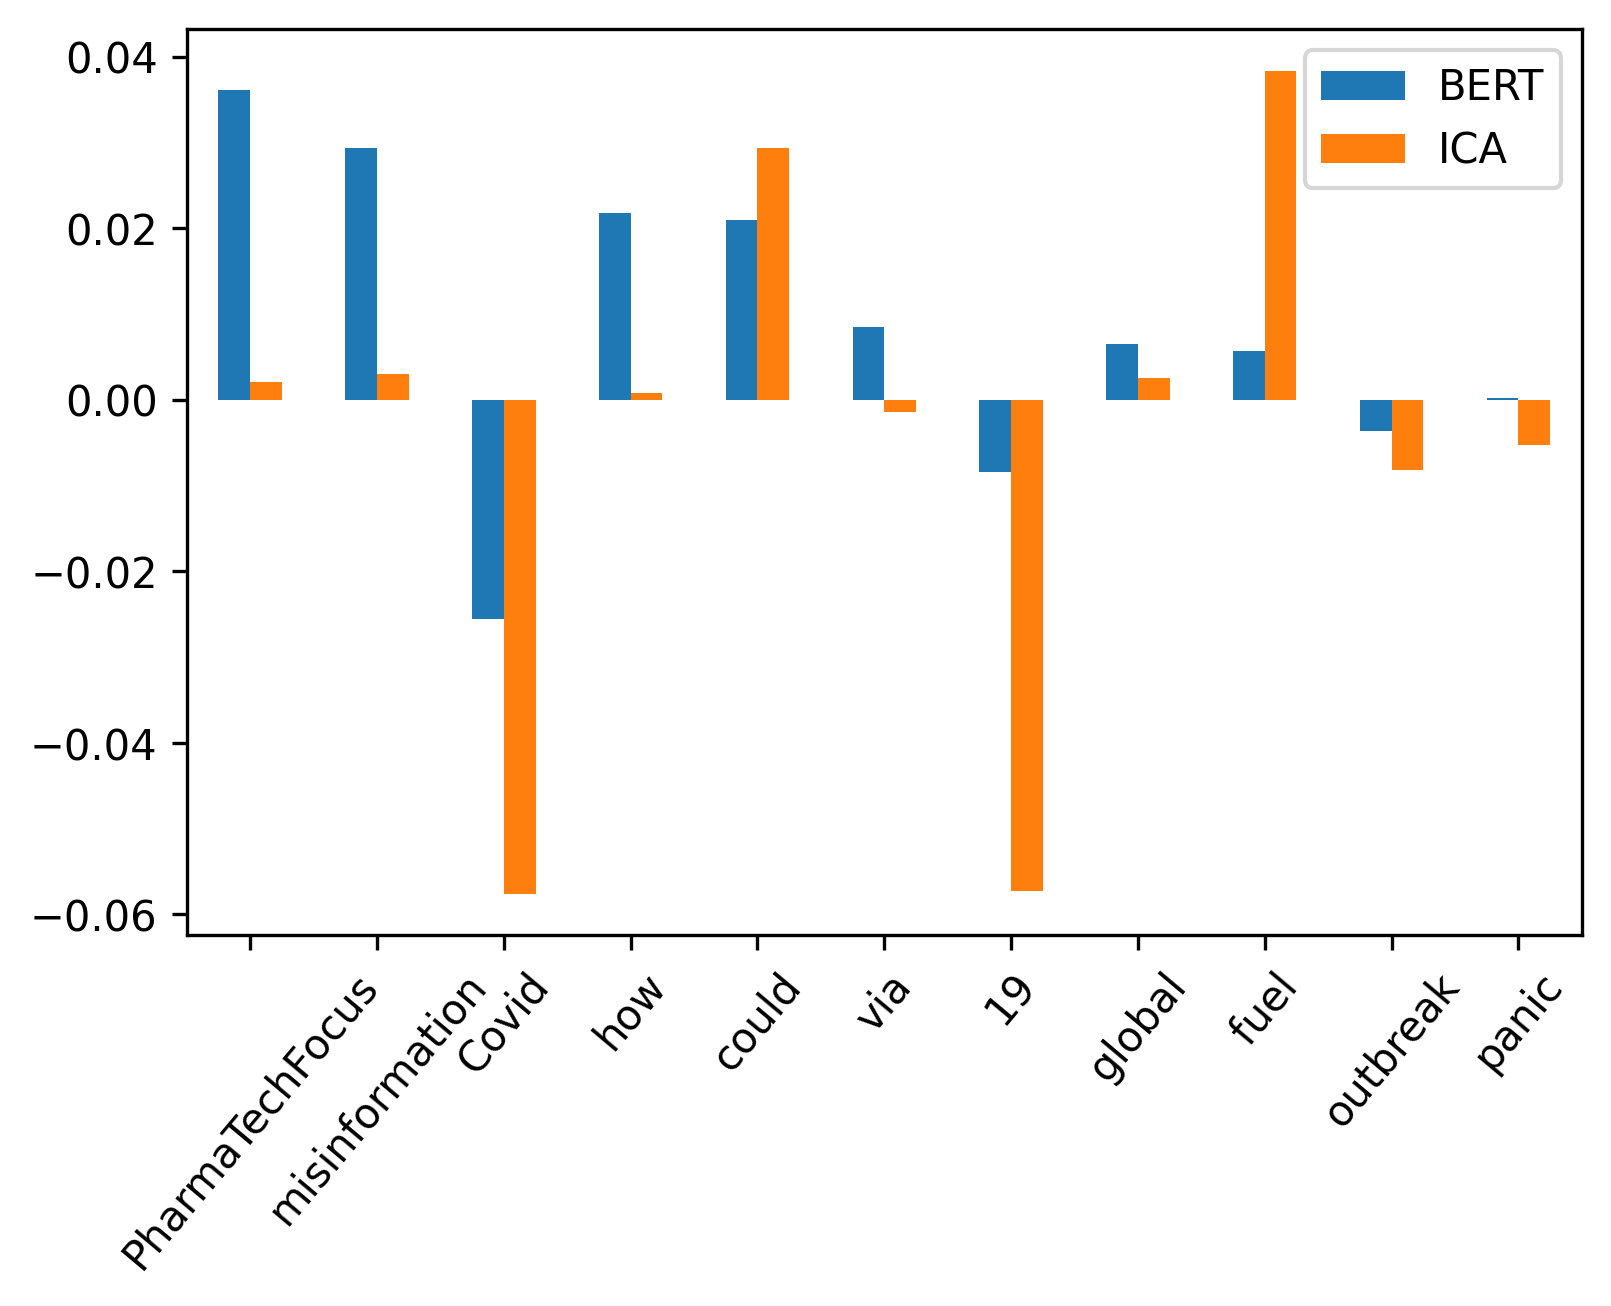 0.04
0.02
0.00
−0.02
−0.04
−0.06
BERT
ICA
PharmaTechFocus
misinformation
Covid
how
could
via
19
global
fuel
outbreak
panic